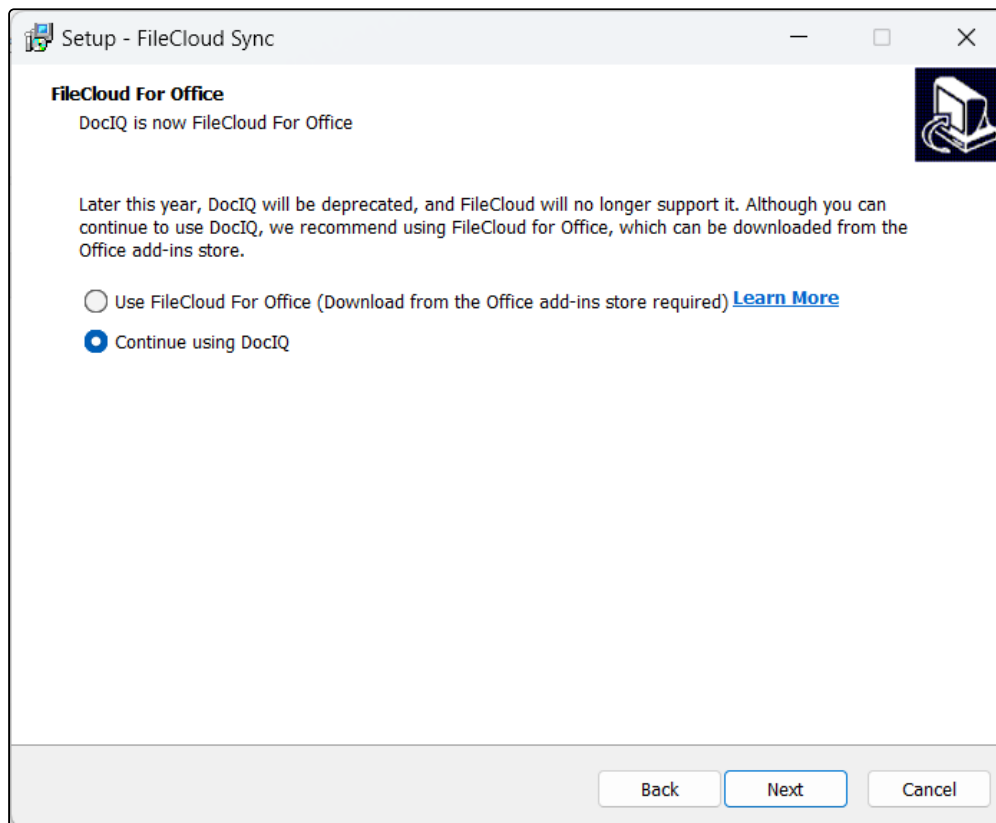 Setup - FileCloud Sync
FileCloud For Office
DocIQ is now FileCloud For Office
Later this year, DocIQ will be deprecated, and FileCloud will no longer support it. Although you can
continue to use DocIQ, we recommend using FileCloud for Office, which can be downloaded from the
Office add-ins store.
Use FileCloud For Office (Download from the Office add-ins store required) Learn More
Continue using DocIQ
Back Next Cancel